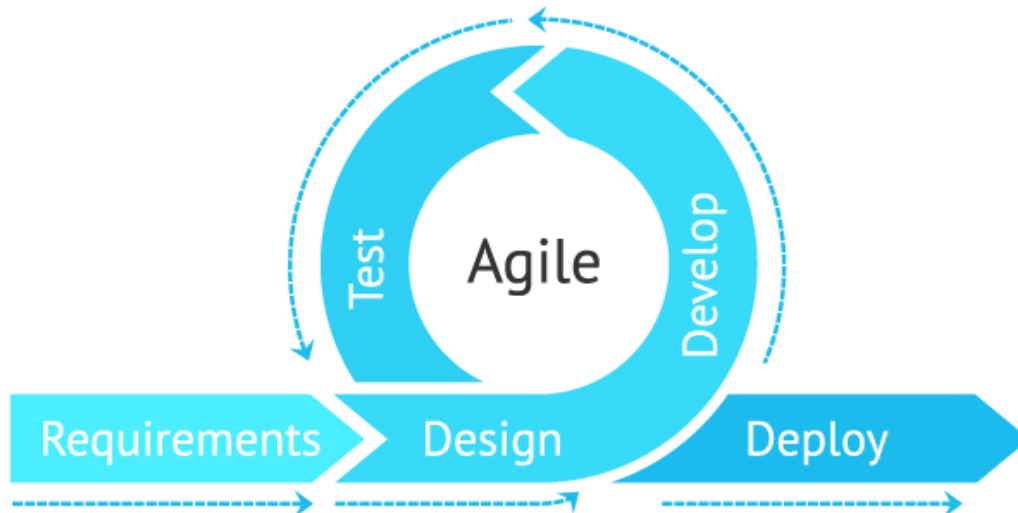 Agile
Test
Develop
Requirements
Design
Deploy